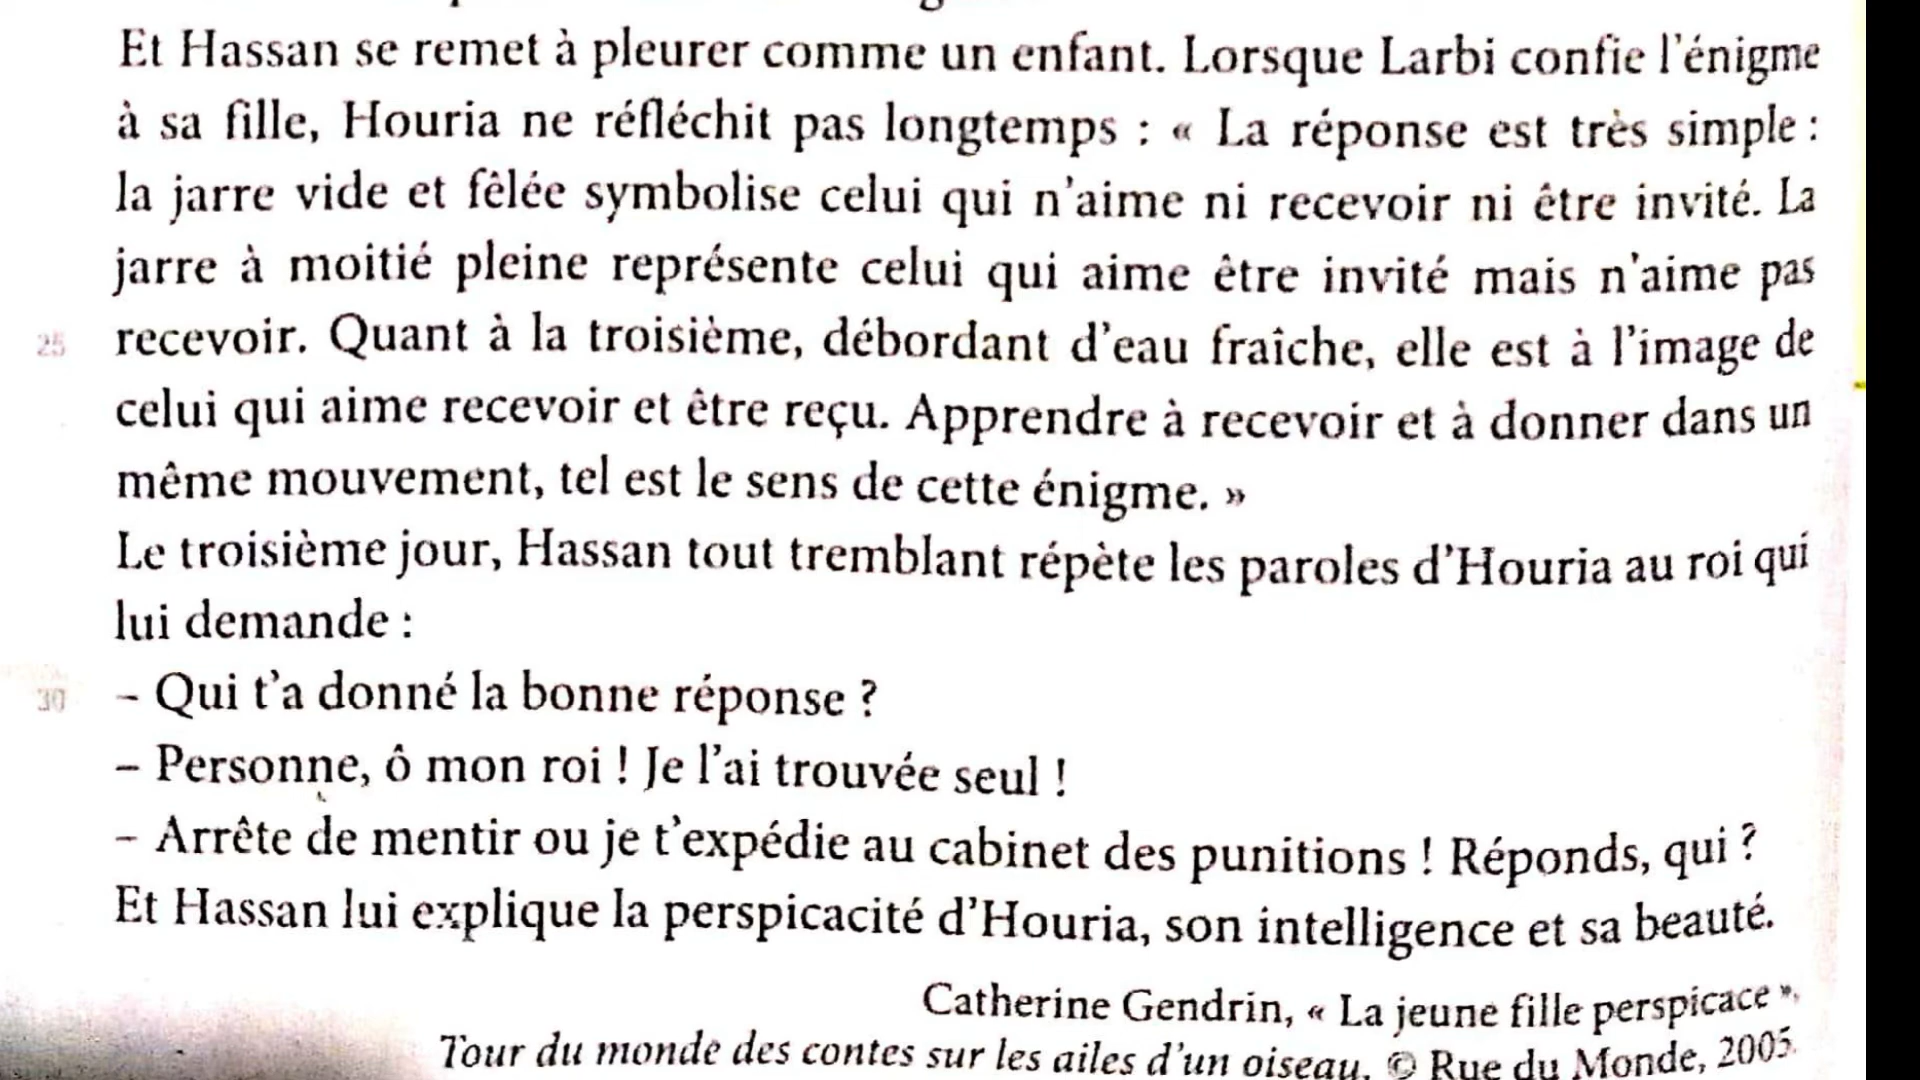 Et Hassan se remet à pleurer comme un enfant. Lorsque Larbi confie l'énigme
à sa fille, Houria ne réfléchit pas longtemps : « La réponse est très simple :
la jarre vide et fêlée symbolise celui qui n'aime ni recevoir ni être invité. La
jarre à moitié pleine représente celui qui aime être invité mais n'aime pas
25 recevoir. Quant à la troisième, débordant d'eau fraîche, elle est à l'image de
celui qui aime recevoir et être reçu. Apprendre à recevoir et à donner dans un
même mouvement, tel est le sens de cette énigme. »
Le troisième jour, Hassan tout tremblant répète les paroles d'Houria au roi qui
lui demande :
30 – Qui t'a donné la bonne réponse ?
– Personne, ô mon roi ! Je l'ai trouvée seul !
– Arrête de mentir ou je t'expédie au cabinet des punitions ! Réponds, qui ?
Et Hassan lui explique la perspicacité d'Houria, son intelligence et sa beauté.
Catherine Gendrin, « La jeune fille perspicace »,
Tour du monde des contes sur les ailes d'un oiseau, © Rue du Monde, 2005.